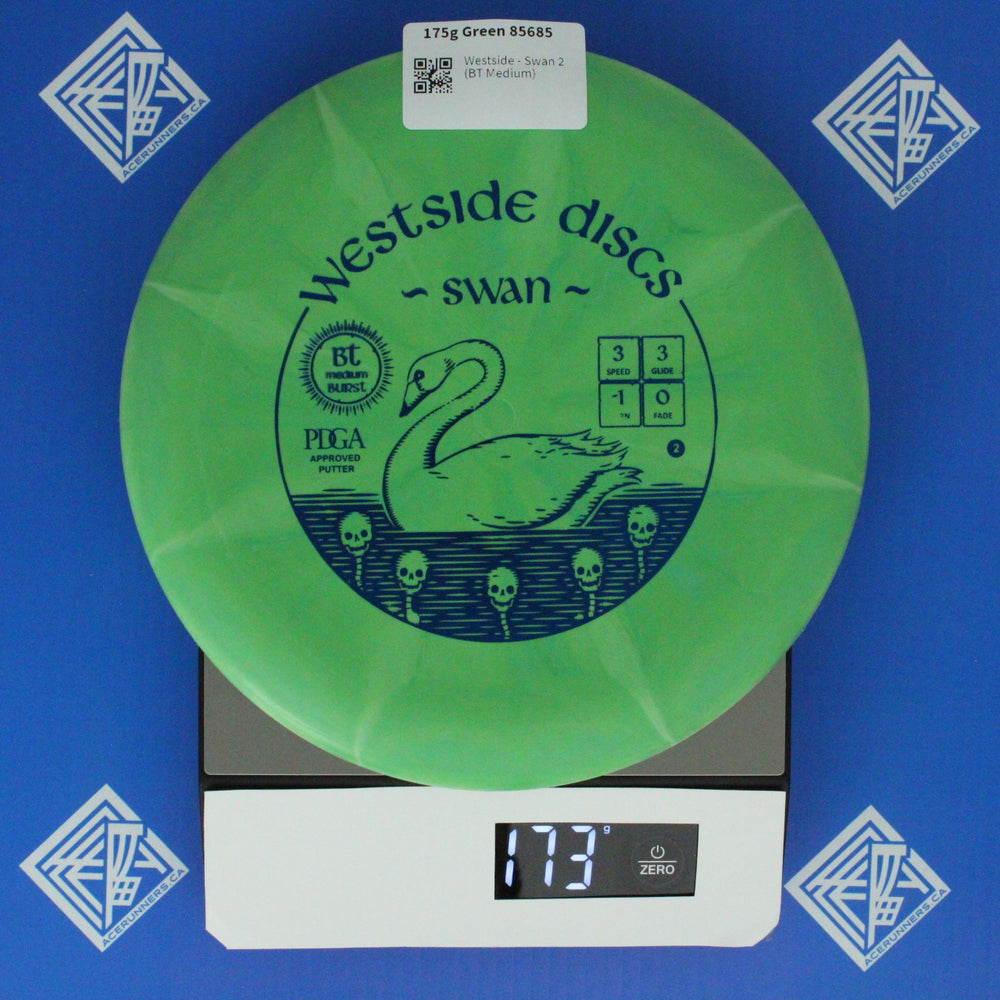 175g Green 85685
Westside - Swan 2
(BT Medium)
Westside Discs
~ Swan ~
BT
medium
BURST
PDGA
APPROVED
PUTTER
3
SPEED
3
GLIDE
-1
0
FADE
2
173 g
ZERO
ACERUNNERS.CA
ACERUNNERS.CA
ACERUNNERS.CA
ACERUNNERS.CA